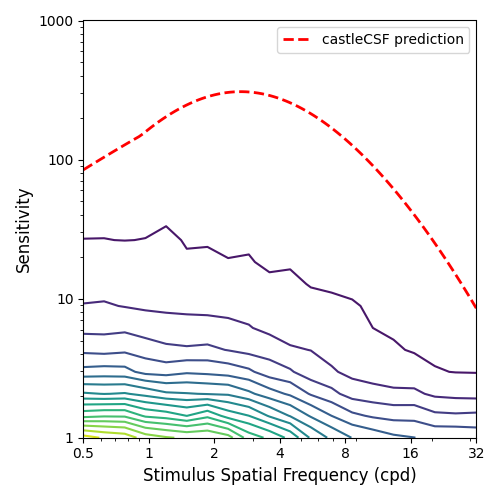 1000
100
10
1
Sensitivity
castleCSF prediction
0.5 1 2 4 8 16 32
Stimulus Spatial Frequency (cpd)